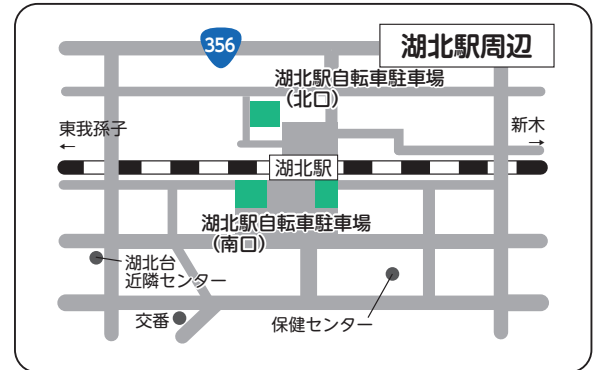 356
湖北駅周辺
湖北駅自転車駐車場
（北口）
東我孫子
←
新木
→
湖北駅
湖北駅自転車駐車場
（南口）
湖北台
近隣センター
交番
保健センター